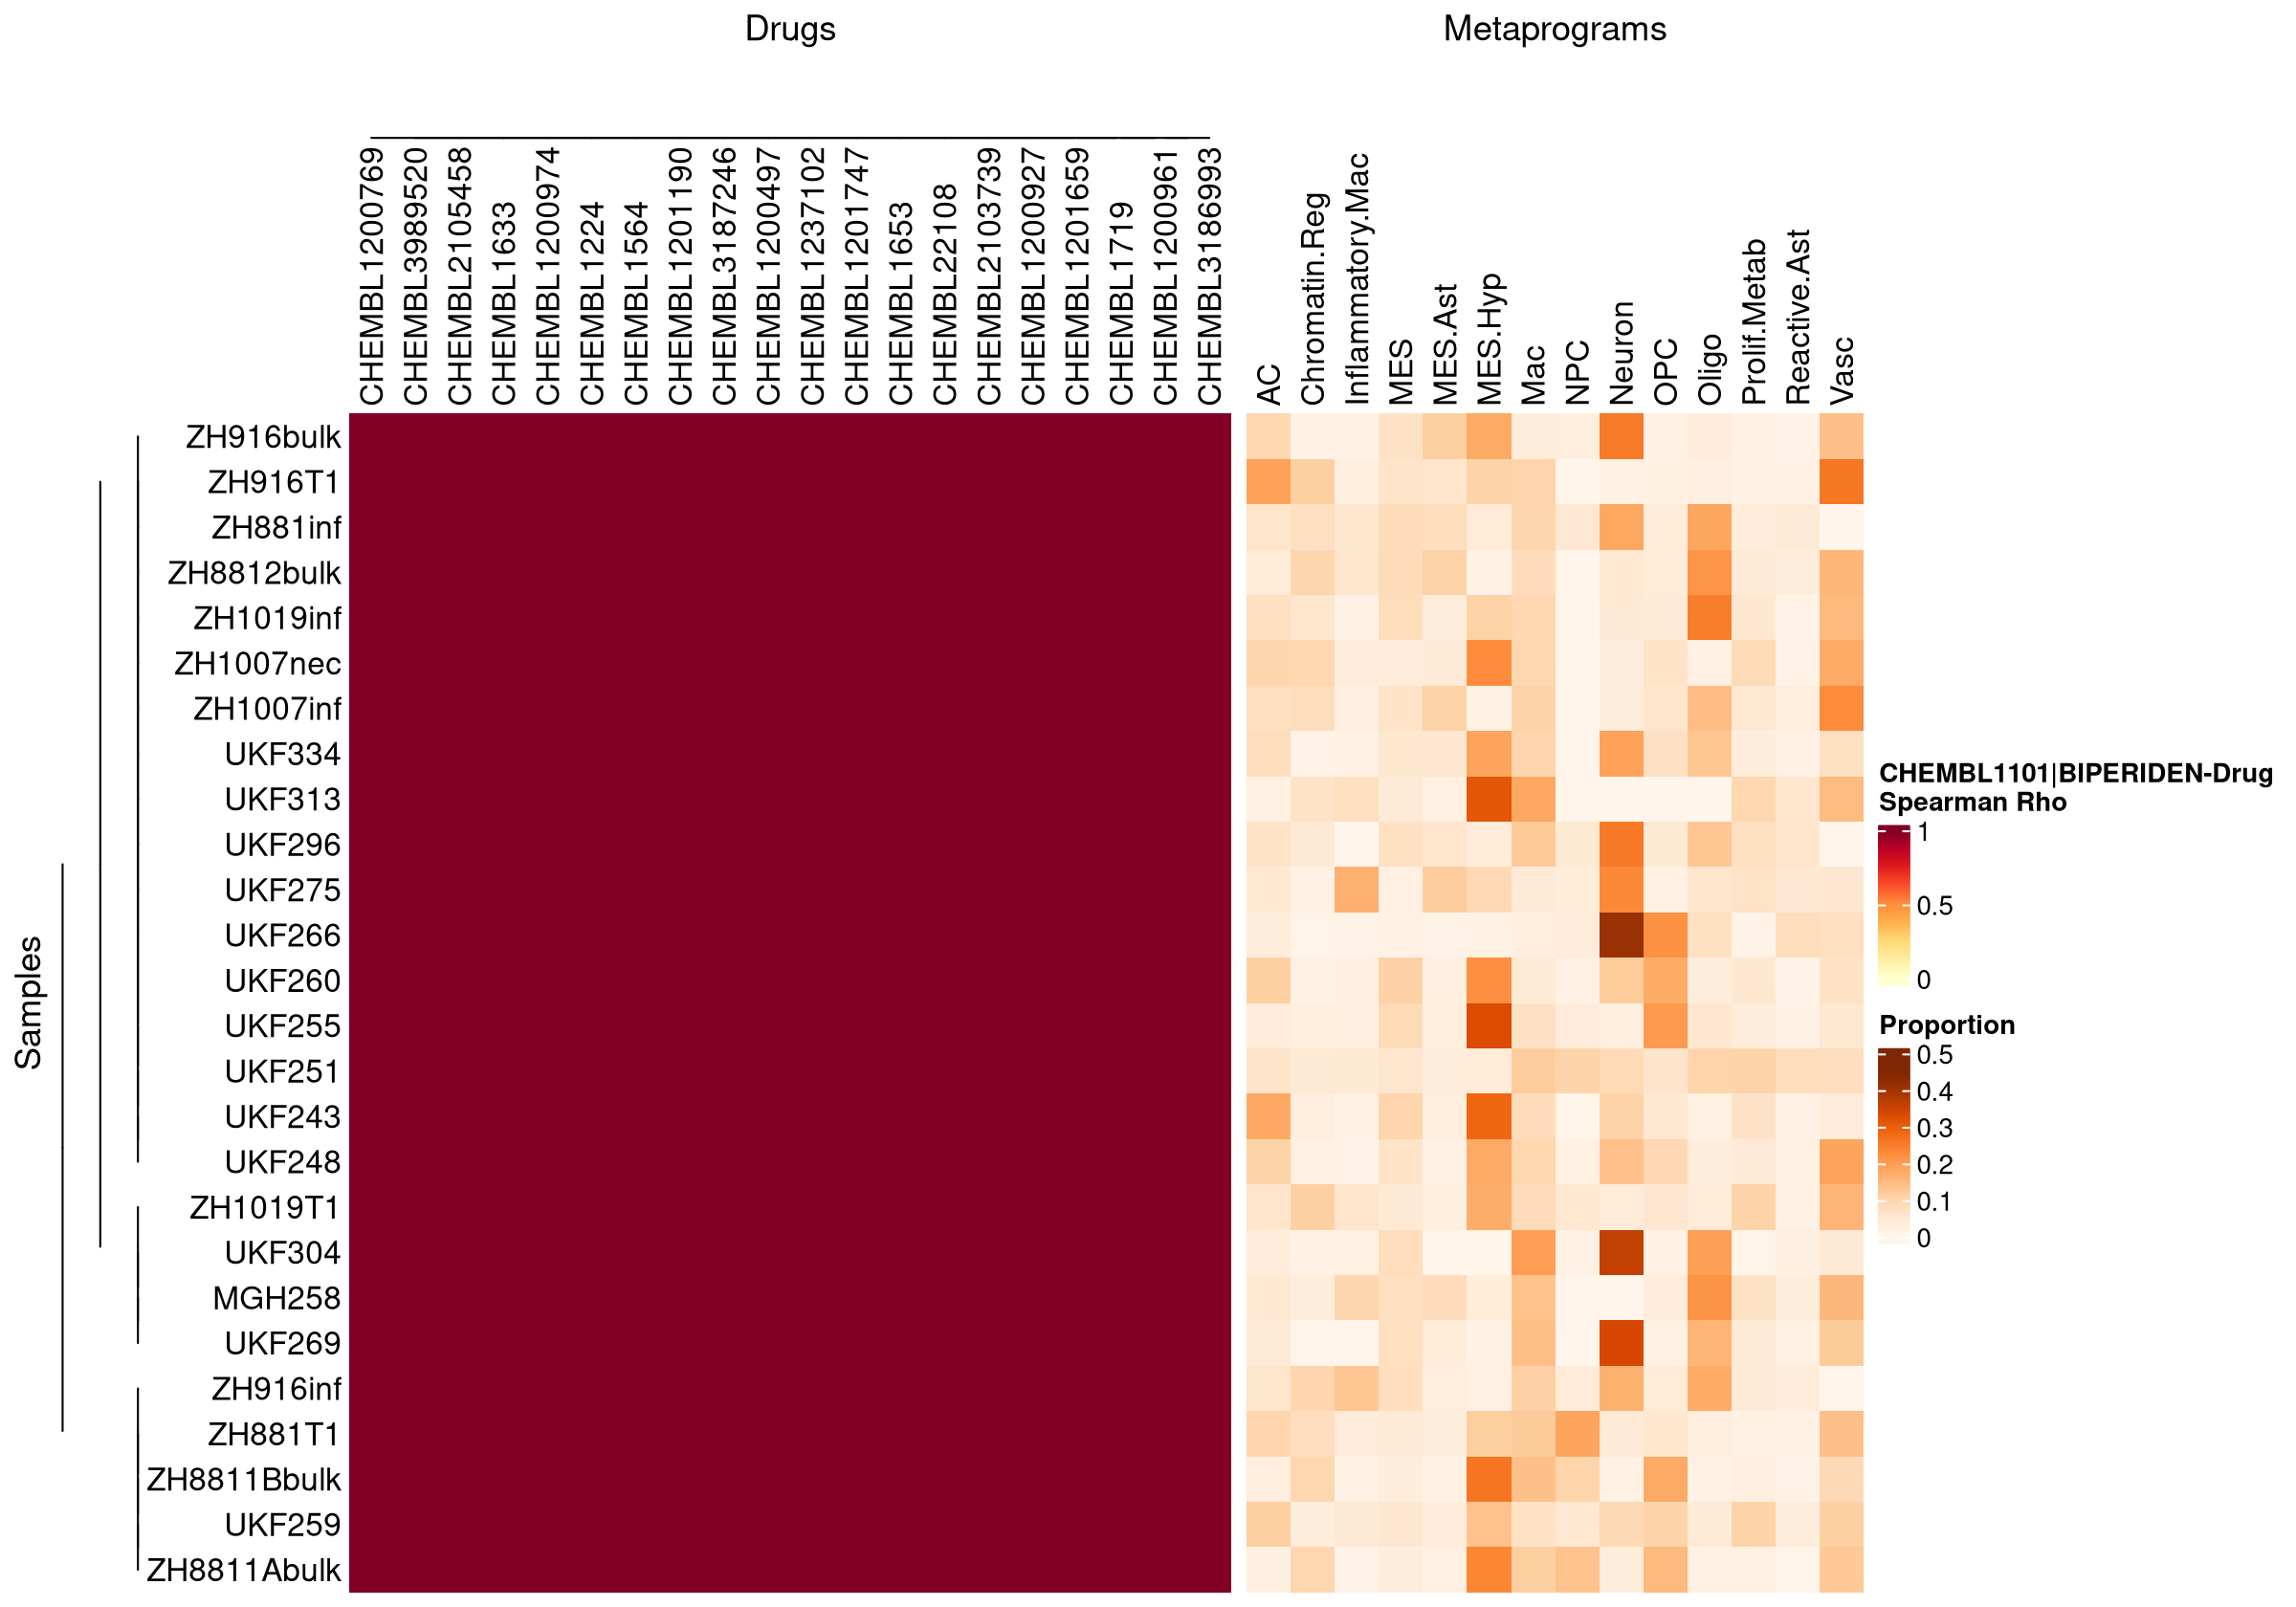 Drugs
Metaprograms
CHEMBL1200769
CHEMBL3989520
CHEMBL2105458
CHEMBL1633
CHEMBL1200974
CHEMBL1224
CHEMBL1564
CHEMBL1201190
CHEMBL3187246
CHEMBL1200497
CHEMBL1237102
CHEMBL1201747
CHEMBL1653
CHEMBL22108
CHEMBL2103739
CHEMBL1200927
CHEMBL1201659
CHEMBL1719
CHEMBL1200961
CHEMBL3186993
AC
Chromatin.Reg
Inflammatory.Mac
MES
MES.Ast
MES.Hyp
Mac
NPC
Neuron
OPC
Oligo
Prolif.Metab
Reactive.Ast
Vasc
Samples
ZH916bulk
ZH916T1
ZH881inf
ZH8812bulk
ZH1019inf
ZH1007nec
ZH1007inf
UKF334
UKF313
UKF296
UKF275
UKF266
UKF260
UKF255
UKF251
UKF243
UKF248
ZH1019T1
UKF304
MGH258
UKF269
ZH916inf
ZH881T1
ZH8811Bbulk
UKF259
ZH8811Abulk
CHEMBL1101|BIPERIDEN-Drug
Spearman Rho
1
0.5
0
Proportion
0.5
0.4
0.3
0.2
0.1
0